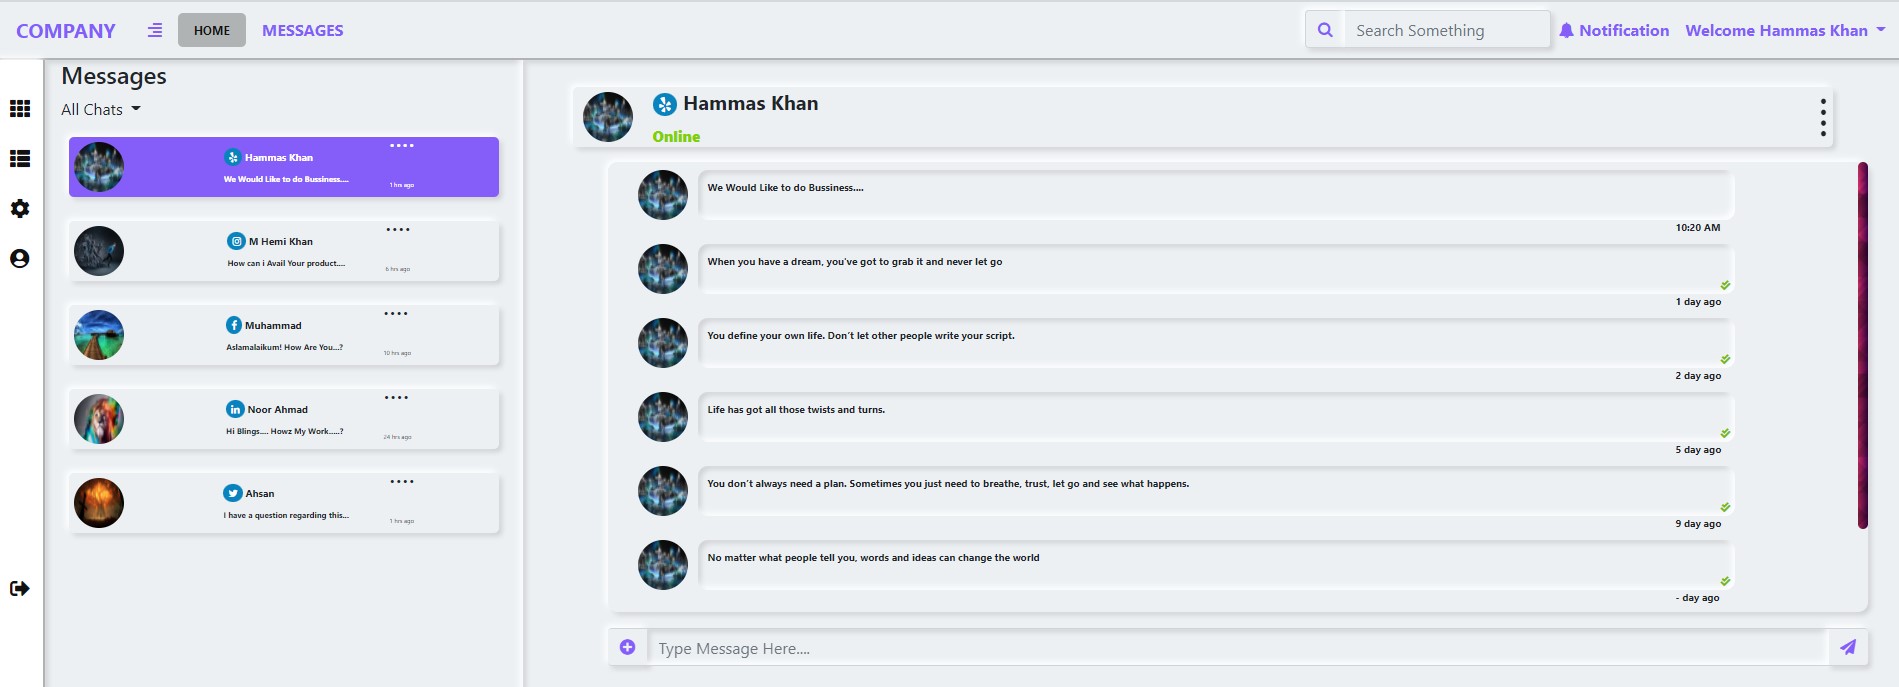 COMPANY HOME MESSAGES Search Something Notification Welcome Hammas Khan
Messages
All Chats
Hammas Khan
We Would Like to do Bussiness....
1 hrs ago
M Hemi Khan
How can i Avail Your product....
6 hrs ago
Muhammad
Aslamalaikum! How Are You...?
10 hrs ago
Noor Ahmad
Hi Blings.... Howz My Work.....?
24 hrs ago
Ahsan
I have a question regarding this...
1 hrs ago
Hammas Khan
Online
We Would Like to do Bussiness....
10:20 AM
When you have a dream, you've got to grab it and never let go
1 day ago
You define your own life. Don't let other people write your script.
2 day ago
Life has got all those twists and turns.
5 day ago
You don't always need a plan. Sometimes you just need to breathe, trust, let go and see what happens.
9 day ago
No matter what people tell you, words and ideas can change the world
- day ago
Type Message Here....